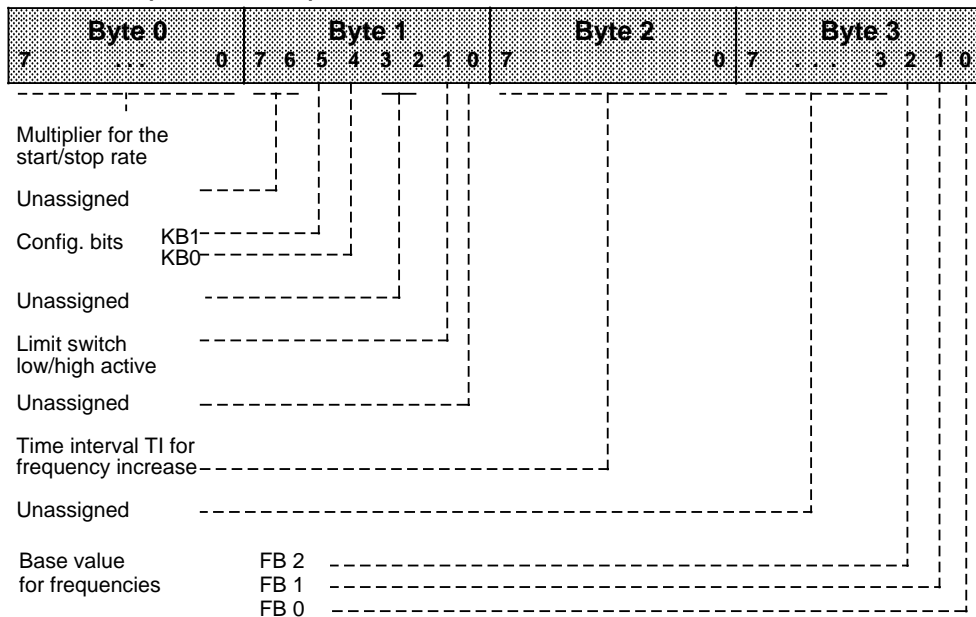 Byte 0 Byte 1 Byte 2 Byte 3
7 . . . 0 7 6 5 4 3 2 1 0 7 0 7 . . . 3 2 1 0
Multiplier for the
start/stop rate
Unassigned
Config. bits KB1
KB0
Unassigned
Limit switch
low/high active
Unassigned
Time interval TI for
frequency increase
Unassigned
Base value FB 2
for frequencies FB 1
FB 0